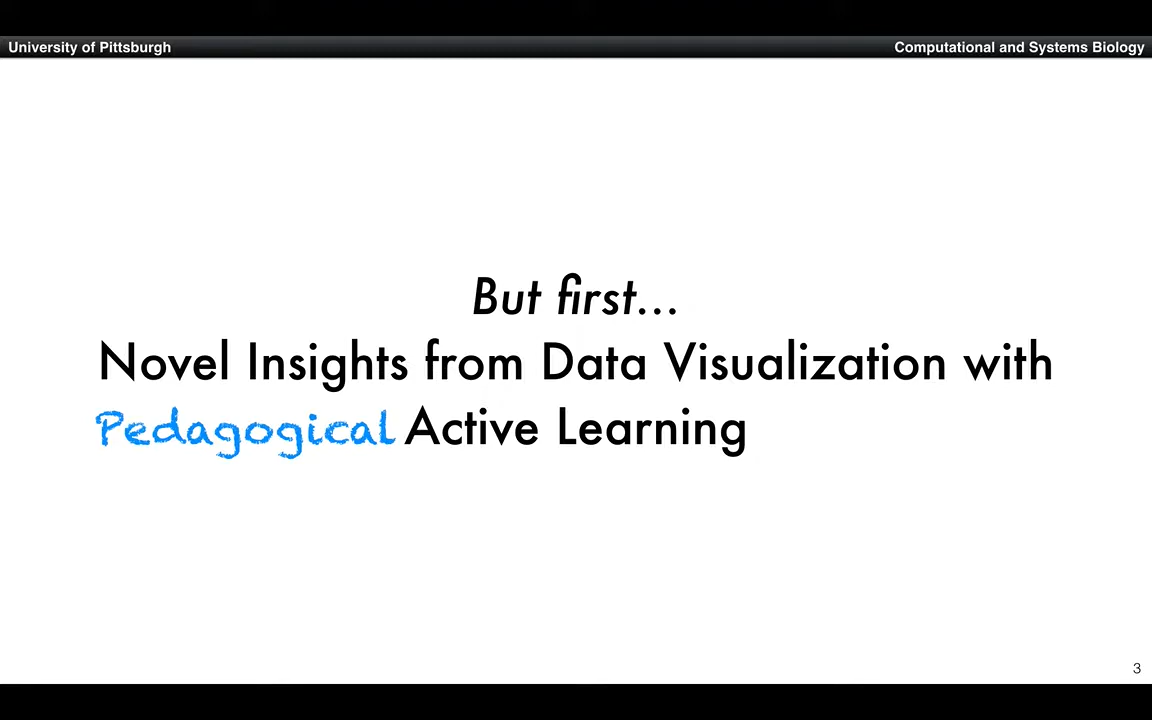 University of Pittsburgh
Computational and Systems Biology
But first...
Novel Insights from Data Visualization with
Pedagogical Active Learning
3